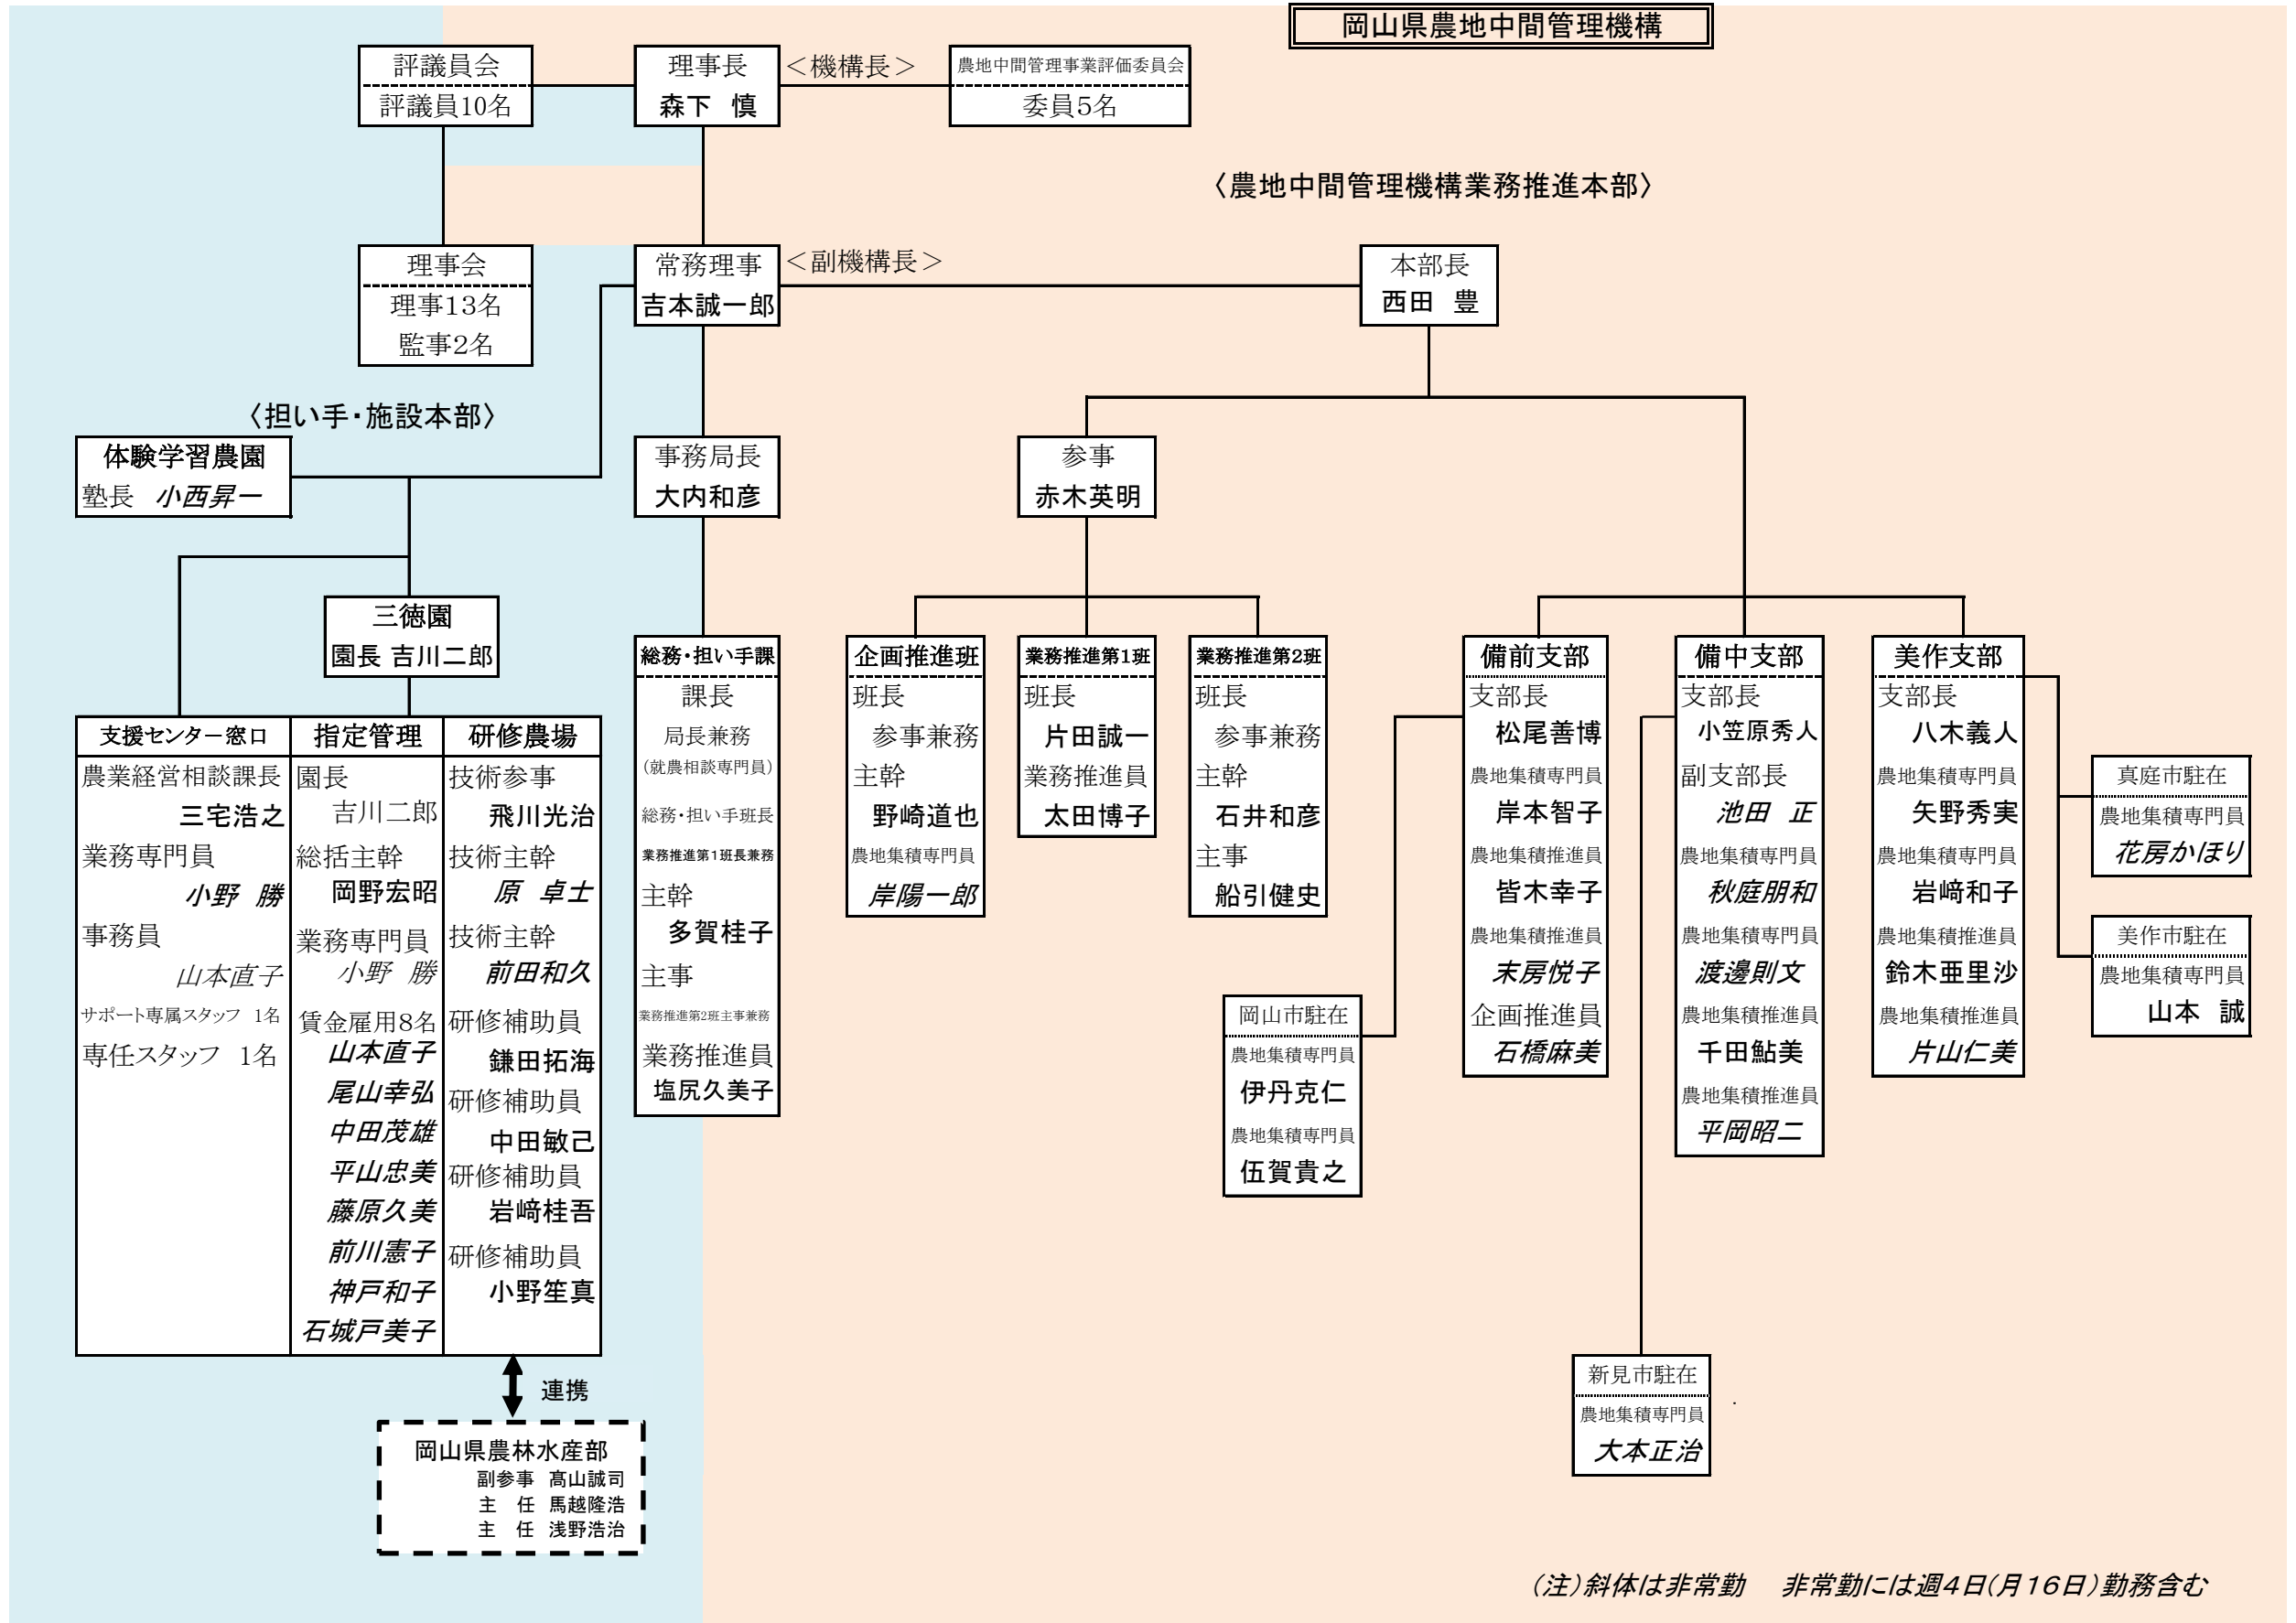 岡山県農地中間管理機構
評議員会
評議員10名
理事長
森下　慎
＜機構長＞
農地中間管理事業評価委員会
委員5名
〈農地中間管理機構業務推進本部〉
理事会
理事13名
監事2名
常務理事
吉本誠一郎
＜副機構長＞
本部長
西田　豊
〈担い手・施設本部〉
体験学習農園
塾長　小西昇一
事務局長
大内和彦
参事
赤木英明
三徳園
園長 吉川二郎
支援センター窓口
農業経営相談課長
三宅浩之
業務専門員
小野　勝
事務員
山本直子
サポート専属スタッフ　1名
専任スタッフ　1名
指定管理
園長
吉川二郎
総括主幹
岡野宏昭
業務専門員
小野　勝
賃金雇用8名
山本直子
尾山幸弘
中田茂雄
平山忠美
藤原久美
前川憲子
神戸和子
石城戸美子
研修農場
技術参事
飛川光治
技術主幹
原　卓士
技術主幹
前田和久
研修補助員
鎌田拓海
研修補助員
中田敏己
研修補助員
岩﨑桂吾
研修補助員
小野笙真
連携
岡山県農林水産部
副参事　髙山誠司
主　任　馬越隆浩
主　任　浅野浩治
総務・担い手課
課長
局長兼務
(就農相談専門員)
総務・担い手班長
業務推進第1班長兼務
主幹
多賀桂子
主事
業務推進第2班主事兼務
業務推進員
塩尻久美子
企画推進班
班長
参事兼務
主幹
野崎道也
農地集積専門員
岸陽一郎
業務推進第1班
班長
片田誠一
業務推進員
太田博子
業務推進第2班
班長
参事兼務
主幹
石井和彦
主事
船引健史
備前支部
支部長
松尾善博
農地集積専門員
岸本智子
農地集積推進員
皆木幸子
農地集積推進員
末房悦子
企画推進員
石橋麻美
岡山市駐在
農地集積専門員
伊丹克仁
農地集積専門員
伍賀貴之
備中支部
支部長
小笠原秀人
副支部長
池田　正
農地集積専門員
秋庭朋和
農地集積専門員
渡邊則文
農地集積推進員
千田鮎美
農地集積推進員
平岡昭二
新見市駐在
農地集積専門員
大本正治
美作支部
支部長
八木義人
農地集積専門員
矢野秀実
農地集積専門員
岩﨑和子
農地集積推進員
鈴木亜里沙
農地集積推進員
片山仁美
真庭市駐在
農地集積専門員
花房かほり
美作市駐在
農地集積専門員
山本　誠
(注)斜体は非常勤　非常勤には週4日(月16日)勤務含む